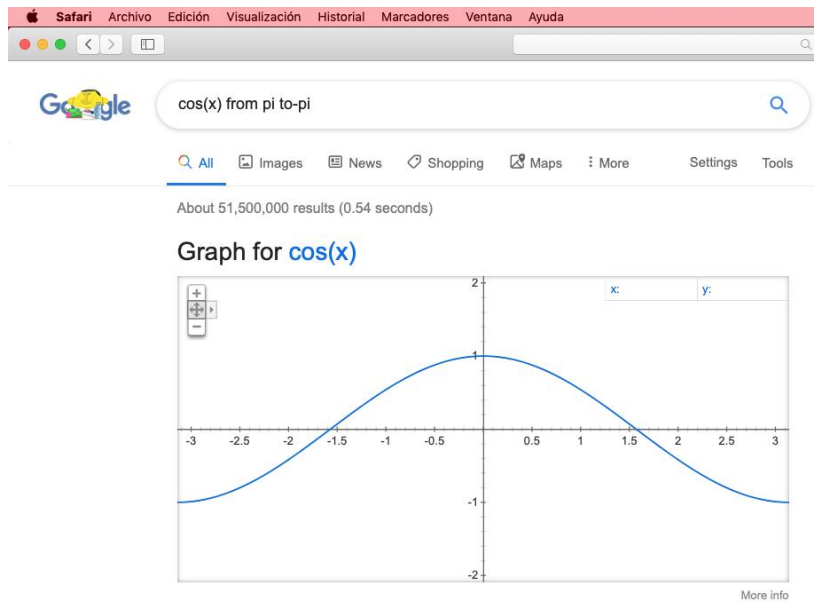 Safari Archivo Edición Visualización Historial Marcadores Ventana Ayuda
Google
cos(x) from pi to-pi
All Images News Shopping Maps More Settings Tools
About 51,500,000 results (0.54 seconds)
Graph for cos(x)
x: y:
2
1
-3 -2.5 -2 -1.5 -1 -0.5 0.5 1 1.5 2 2.5 3
-1
-2
More info